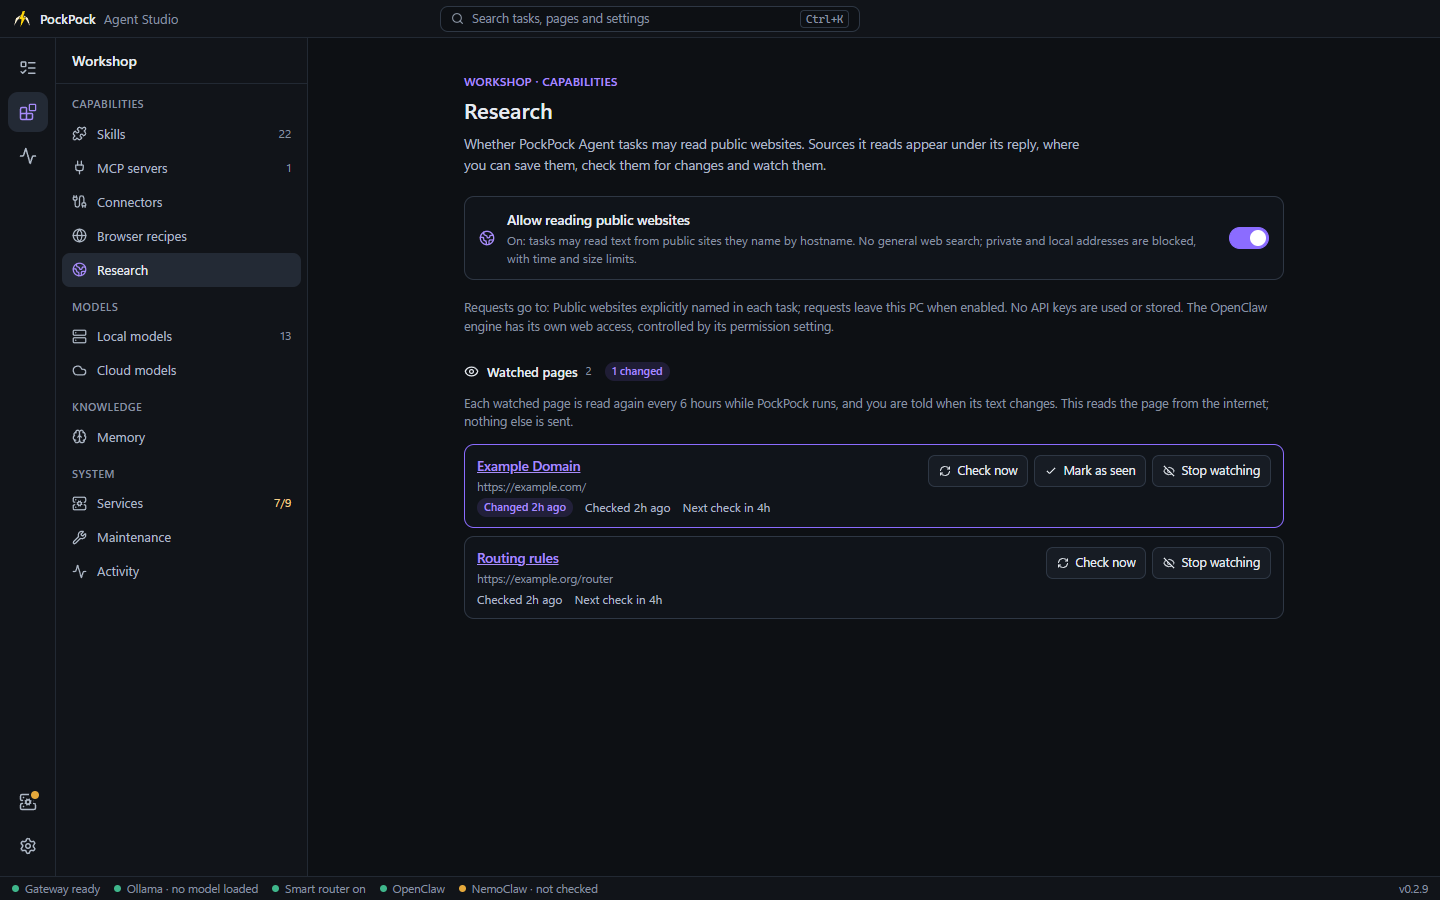 PockPock Agent Studio
Search tasks, pages and settings
Ctrl+K
Workshop
CAPABILITIES
Skills 22
MCP servers 1
Connectors
Browser recipes
Research
MODELS
Local models 13
Cloud models
KNOWLEDGE
Memory
SYSTEM
Services 7/9
Maintenance
Activity
WORKSHOP · CAPABILITIES
Research
Whether PockPock Agent tasks may read public websites. Sources it reads appear under its reply, where
you can save them, check them for changes and watch them.
Allow reading public websites
On: tasks may read text from public sites they name by hostname. No general web search; private and local addresses are blocked,
with time and size limits.
Requests go to: Public websites explicitly named in each task; requests leave this PC when enabled. No API keys are used or stored. The OpenClaw
engine has its own web access, controlled by its permission setting.
Watched pages 2 1 changed
Each watched page is read again every 6 hours while PockPock runs, and you are told when its text changes. This reads the page from the internet;
nothing else is sent.
Example Domain
https://example.com/
Changed 2h ago Checked 2h ago Next check in 4h
Check now Mark as seen Stop watching
Routing rules
https://example.org/router
Checked 2h ago Next check in 4h
Check now Stop watching
Gateway ready Ollama · no model loaded Smart router on OpenClaw NemoClaw · not checked v0.2.9